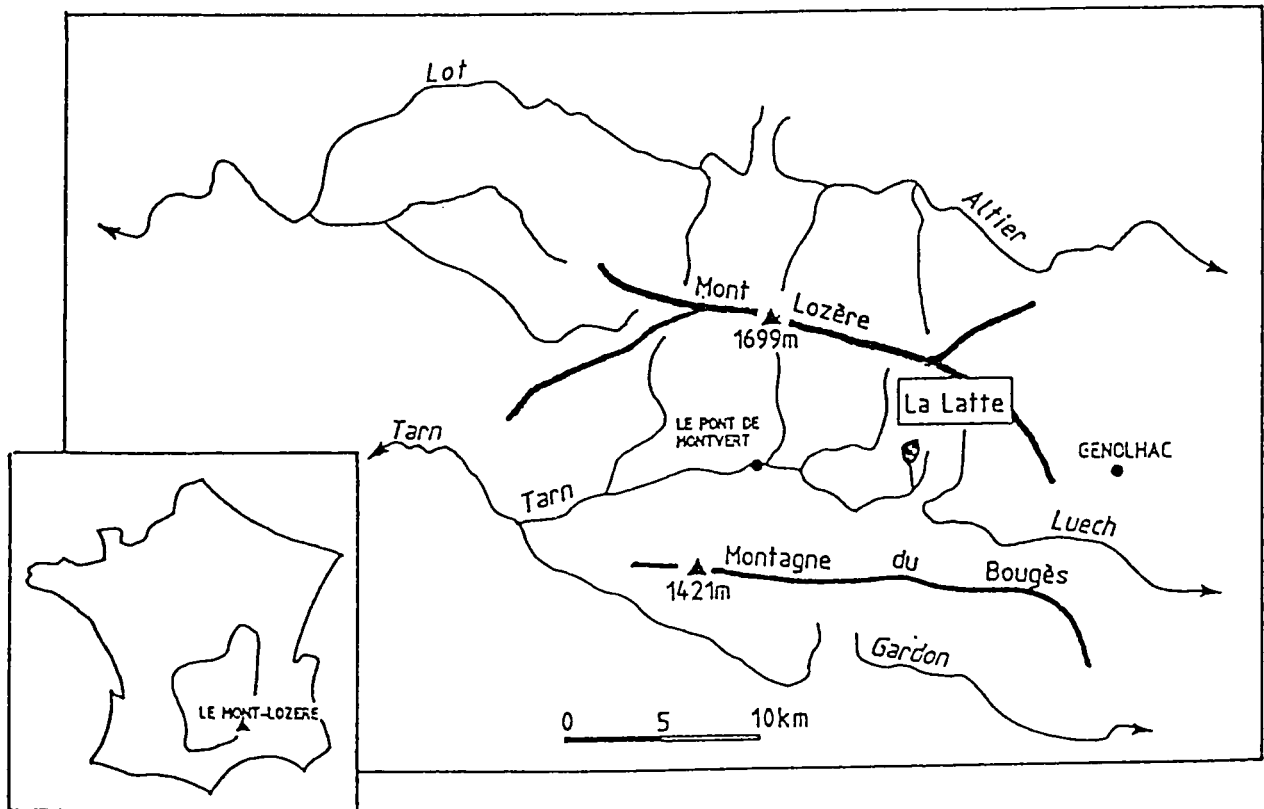 Lot
Altier
Mont Lozère
1699m
La Latte
LE PONT DE
MONTVERT
Tarn
GENOLHAC
Tarn
Luech
Montagne du Bougès
1421m
Gardon
LE MONT-LOZERE
0 5 10km